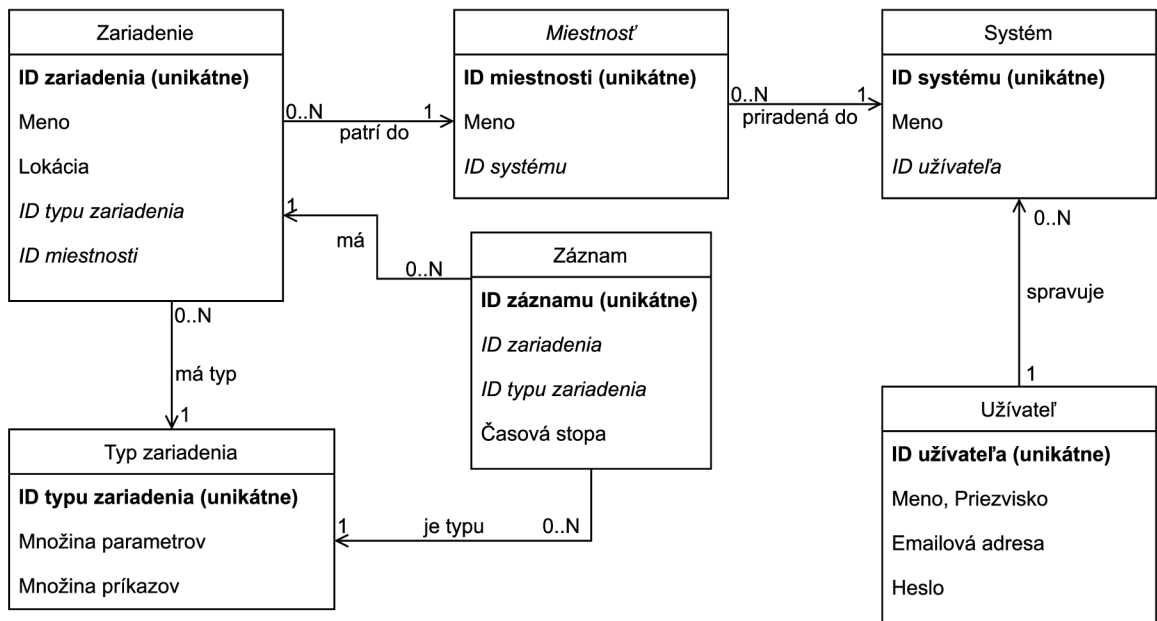 Zariadenie
ID zariadenia (unikátne)
Meno
Lokácia
ID typu zariadenia
ID miestnosti
0..N
1
patrí do
Miestnosť
ID miestnosti (unikátne)
Meno
ID systému
0..N
1
priradená do
Systém
ID systému (unikátne)
Meno
ID užívateľa
1
má
0..N
Záznam
ID záznamu (unikátne)
ID zariadenia
ID typu zariadenia
Časová stopa
0..N
spravuje
1
0..N
má typ
1
Typ zariadenia
ID typu zariadenia (unikátne)
Množina parametrov
Množina príkazov
1
je typu
0..N
Užívateľ
ID užívateľa (unikátne)
Meno, Priezvisko
Emailová adresa
Heslo